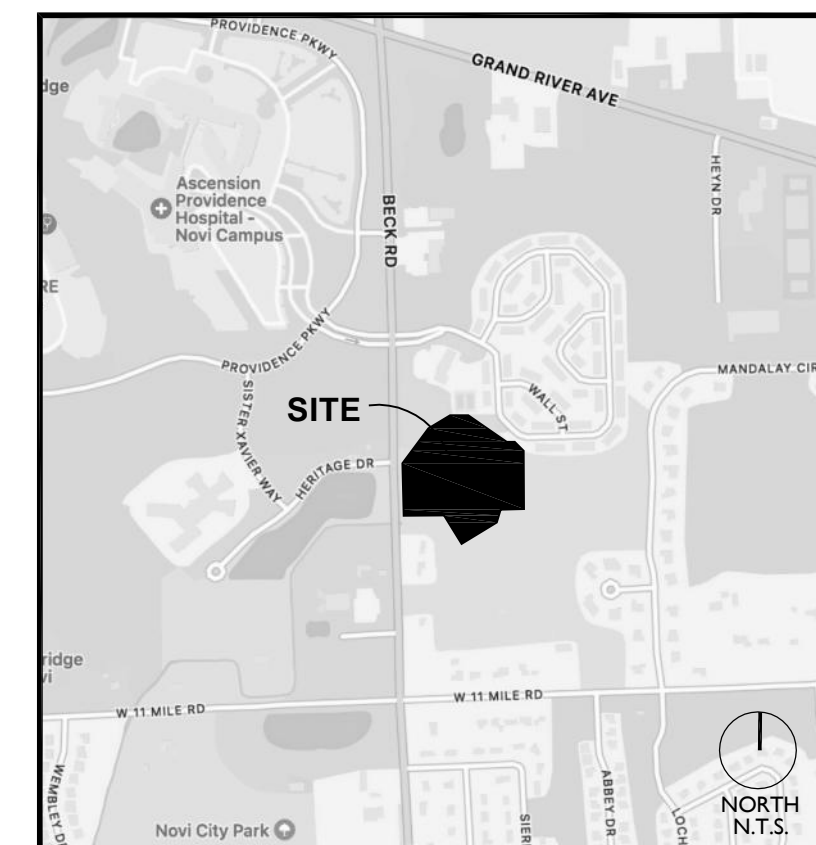 PROVIDENCE PKWY
GRAND RIVER AVE
dge
HEYN DR
Ascension
Providence
Hospital -
Novi Campus
BECK RD
RE
PROVIDENCE PKWY
MANDALAY CIR
SISTER XAVIER WAY
WALL ST
SITE
HERITAGE DR
ridge
vi
W 11 MILE RD
W 11 MILE RD
WEMBLEY D
ABBEY DR
LOCH
SIER
Novi City Park
NORTH
N.T.S.